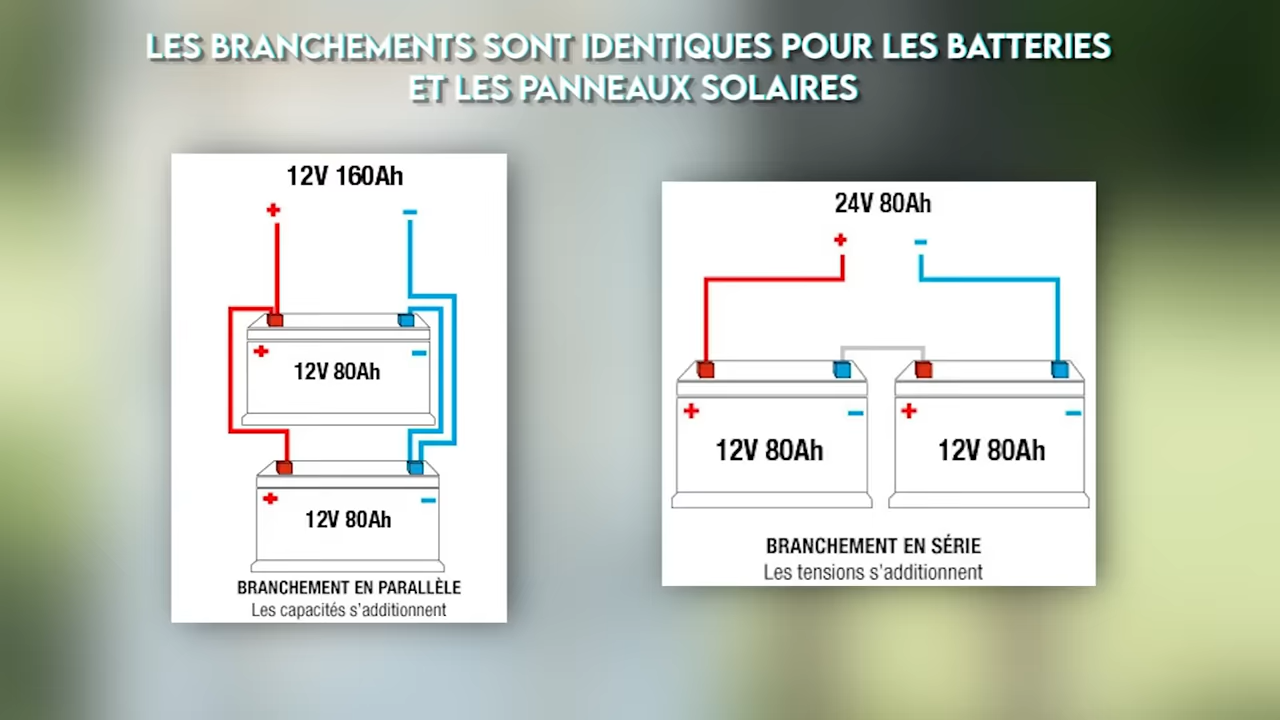 LES BRANCHEMENTS SONT IDENTIQUES POUR LES BATTERIES
ET LES PANNEAUX SOLAIRES
12V 160Ah
+ −
+ −
12V 80Ah
+ −
12V 80Ah
BRANCHEMENT EN PARALLÈLE
Les capacités s'additionnent
24V 80Ah
+ −
+ − + −
12V 80Ah 12V 80Ah
BRANCHEMENT EN SÉRIE
Les tensions s'additionnent